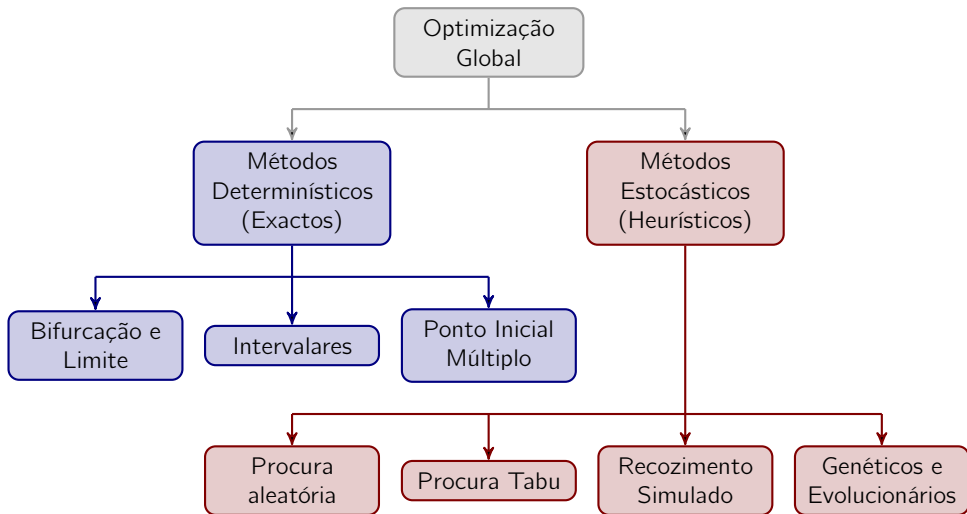 Optimização
Global
Métodos
Determinísticos
(Exactos)
Métodos
Estocásticos
(Heurísticos)
Bifurcação e
Limite
Intervalares
Ponto Inicial
Múltiplo
Procura
aleatória
Procura Tabu
Recozimento
Simulado
Genéticos e
Evolucionários